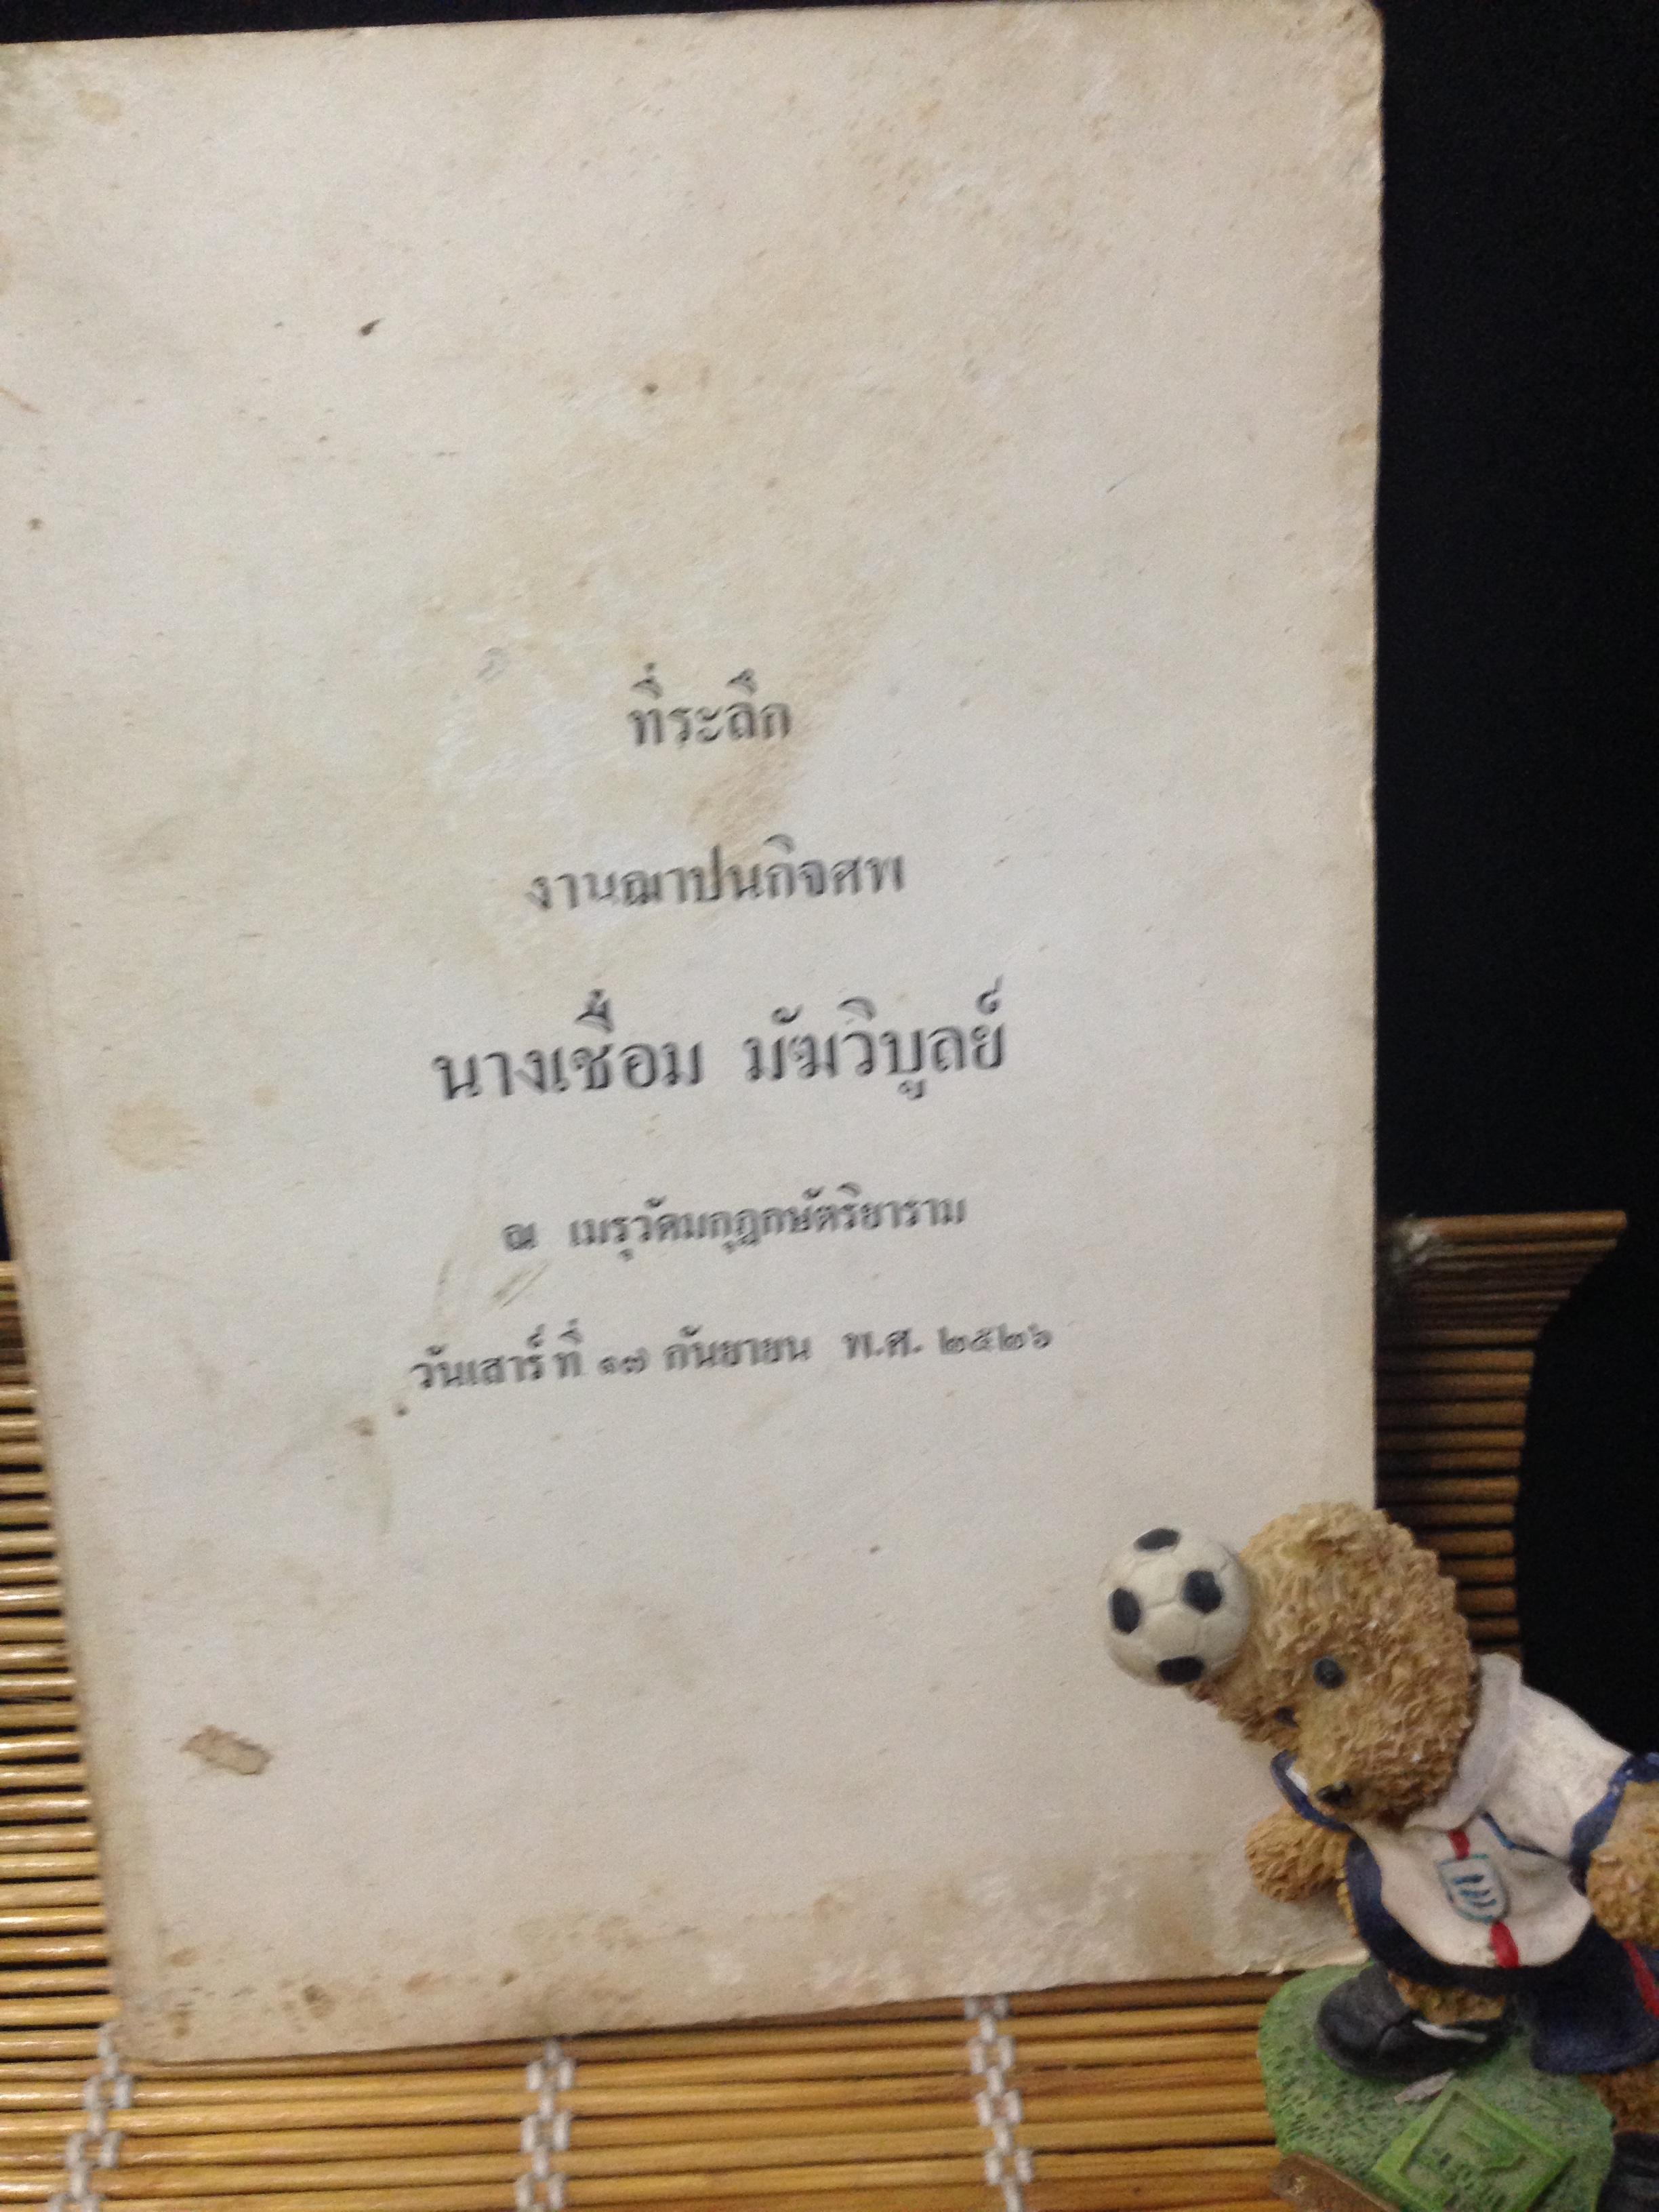 ที่ระลึก
งานฌาปนกิจศพ
นางเชื่อม มัฆวิบูลย์
ณ เมรุวัดมกุฏกษัตริยาราม
วันเสาร์ ที่ ๑๗ กันยายน พ.ศ. ๒๕๒๖